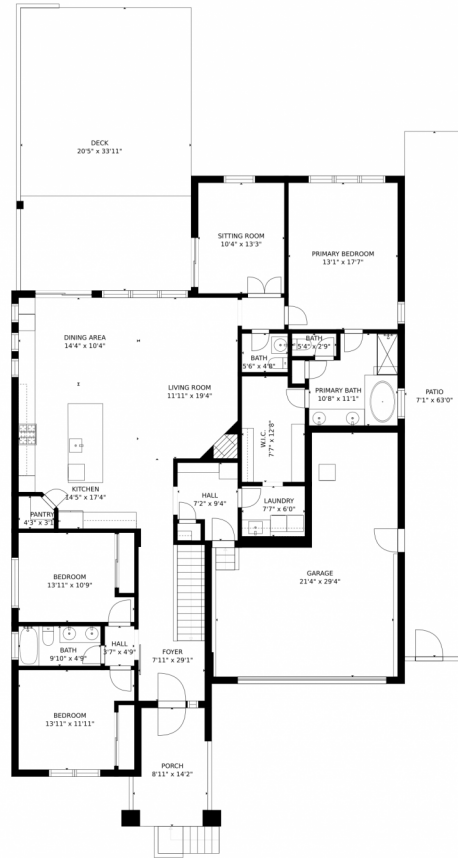 DECK
20'5" x 33'11"
SITTING ROOM
10'4" x 13'3"
PRIMARY BEDROOM
13'1" x 17'7"
DINING AREA
14'4" x 10'4"
BATH
5'4" x 2'9"
BATH
5'6" x 4'8"
LIVING ROOM
11'11" x 19'4"
PRIMARY BATH
10'8" x 11'1"
PATIO
7'1" x 63'0"
W.I.C.
7'7" x 12'8"
KITCHEN
14'5" x 17'4"
HALL
7'2" x 9'4"
LAUNDRY
7'7" x 6'0"
PANTRY
4'3" x 3'1
BEDROOM
13'11" x 10'9"
GARAGE
21'4" x 29'4"
BATH
9'10" x 4'9"
HALL
3'7" x 4'9"
FOYER
7'11" x 29'1"
BEDROOM
13'11" x 11'11"
PORCH
8'11" x 14'2"